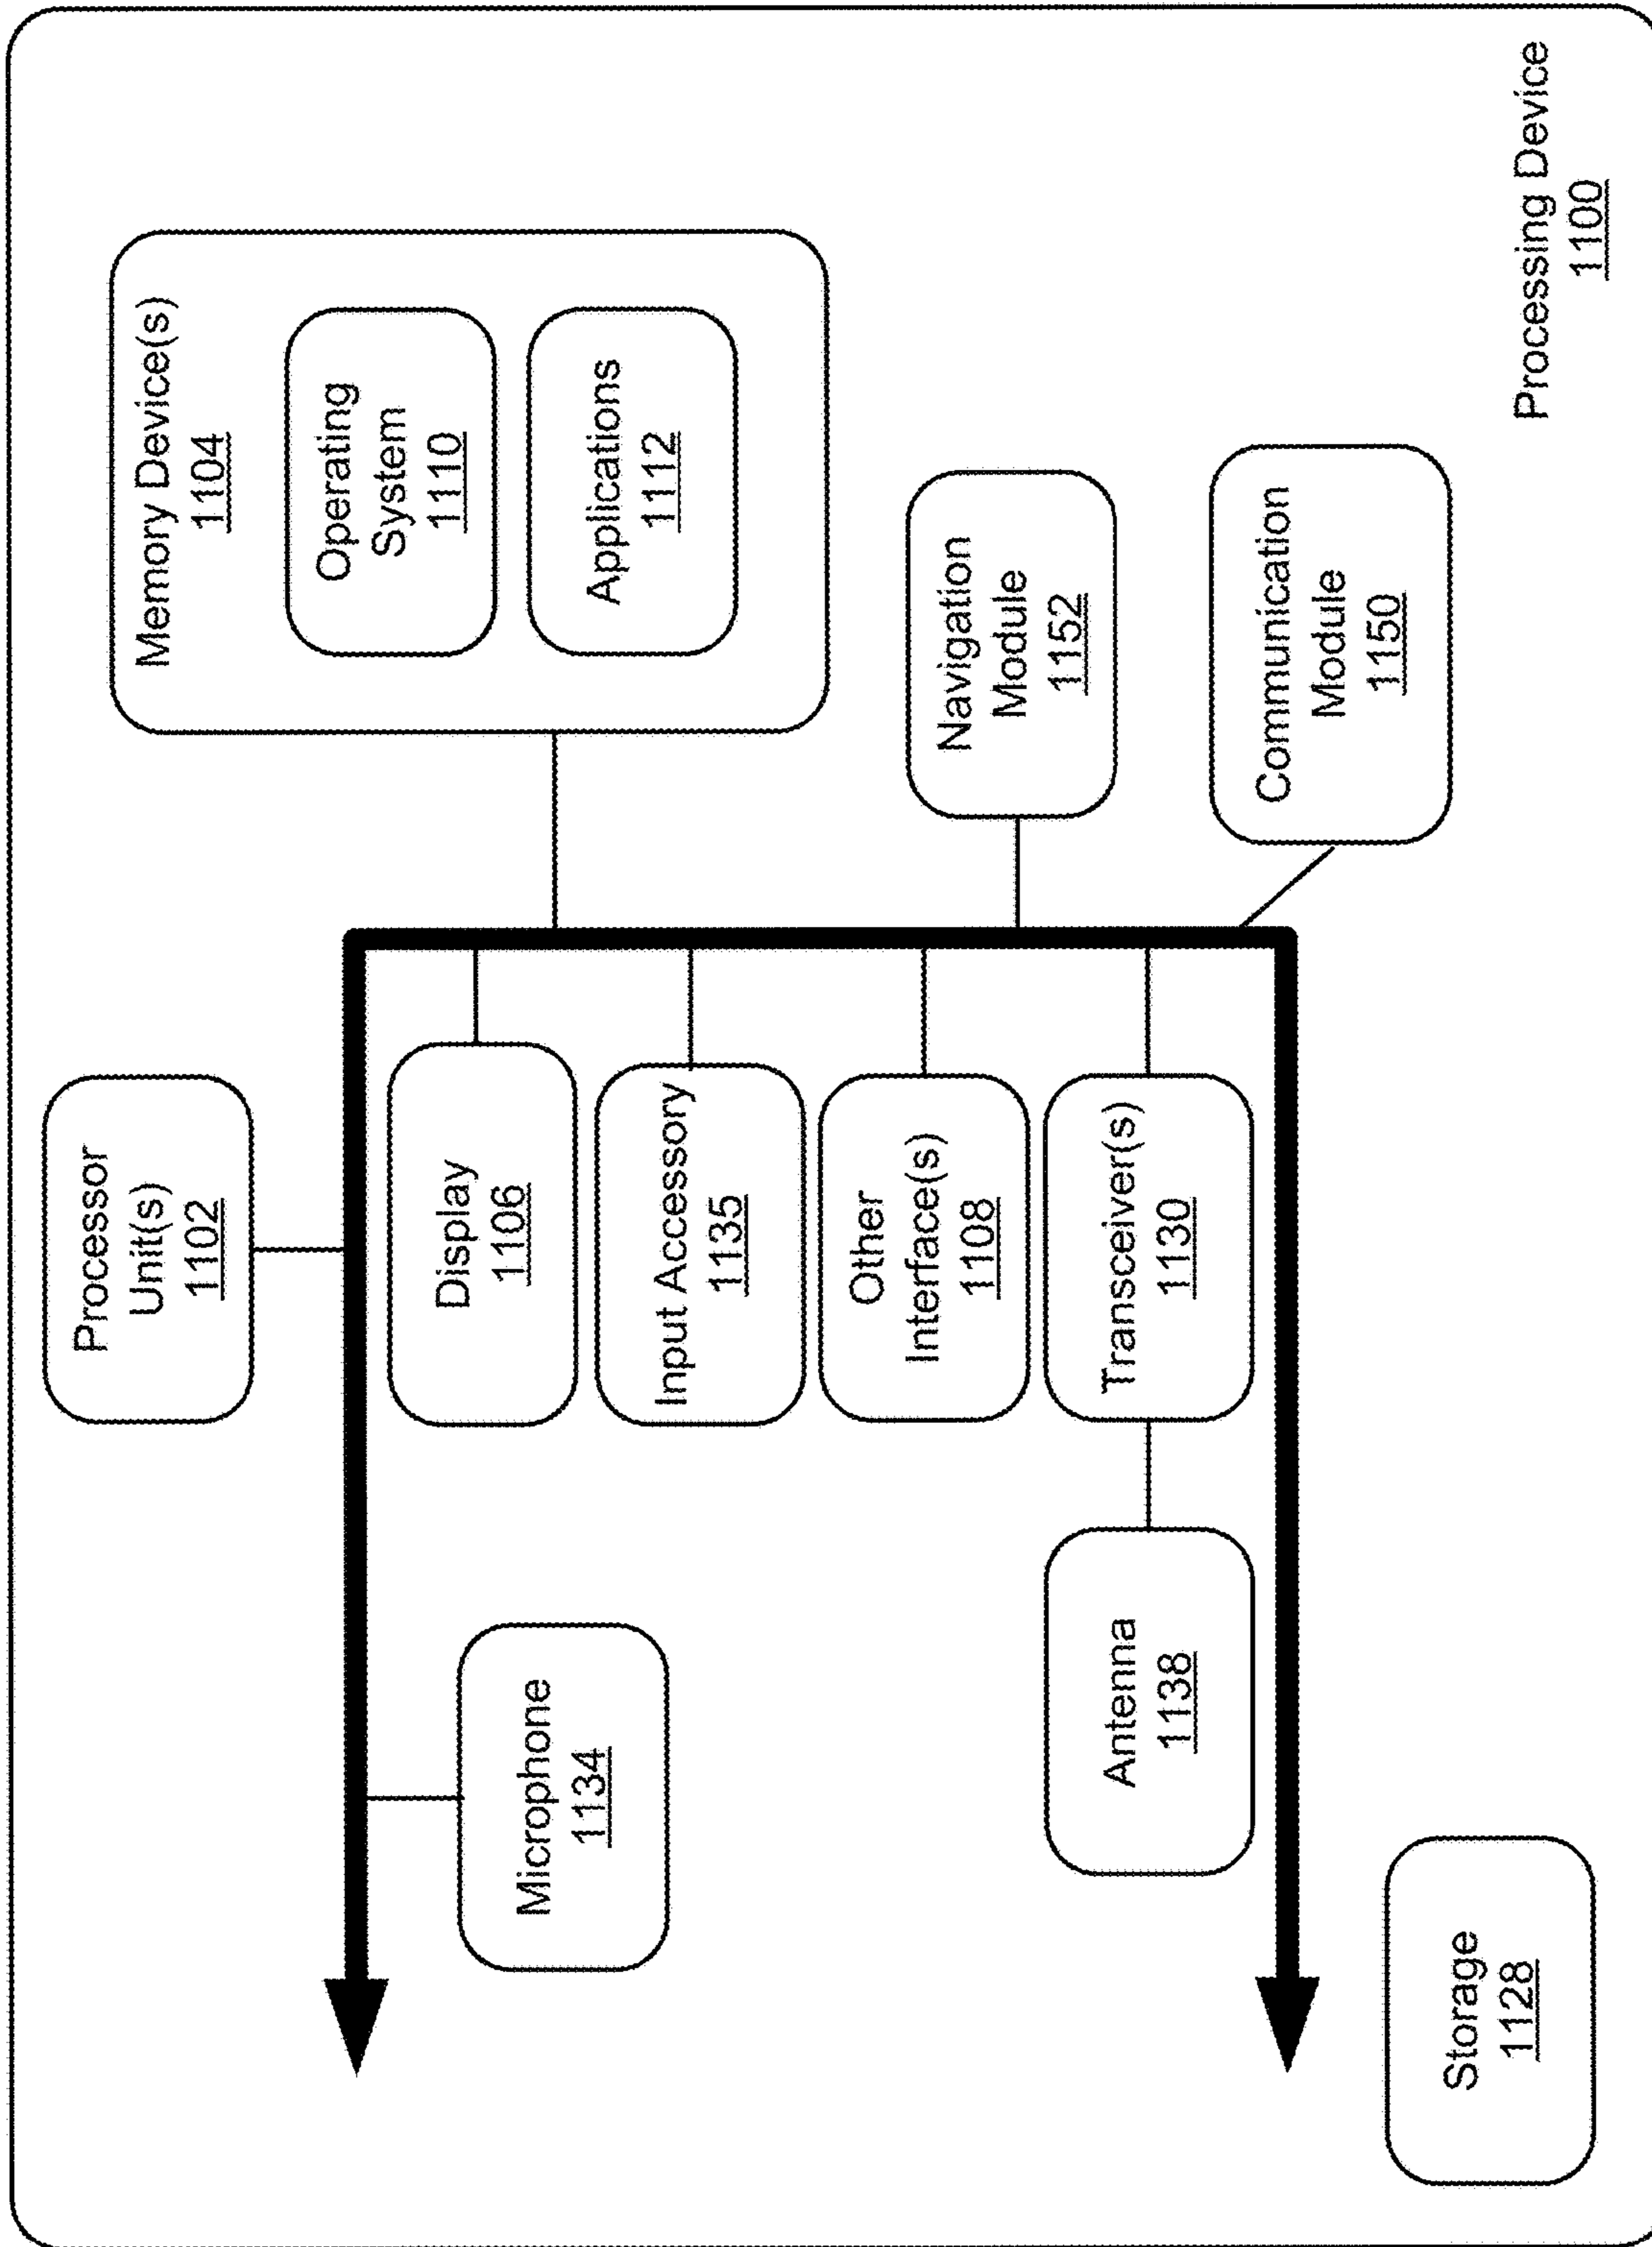 Processor
Unit(s)
1102
Memory Device(s)
1104
Operating
System
1110
Applications
1112
Display
1106
Microphone
1134
Input Accessory
1135
Other
Interface(s)
1108
Navigation
Module
1152
Antenna
1138
Transceiver(s)
1130
Communication
Module
1150
Storage
1128
Processing Device
1100